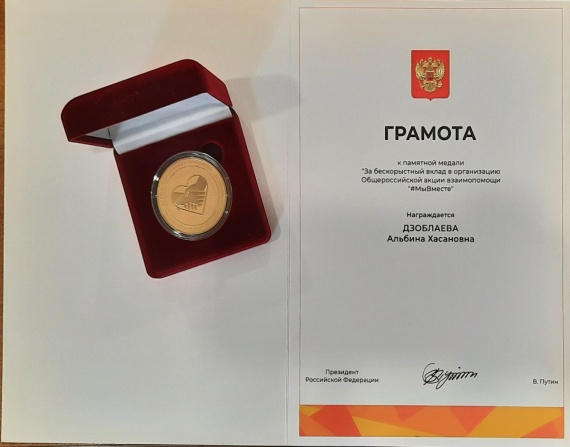 ГРАМОТА
к памятной медали
"За бескорыстный вклад в организацию
Общероссийской акции взаимопомощи
"#МыВместе"
Награждается
ДЗОБЛАЕВА
Альбина Хасановна
Президент
Российской Федерации
В. Путин